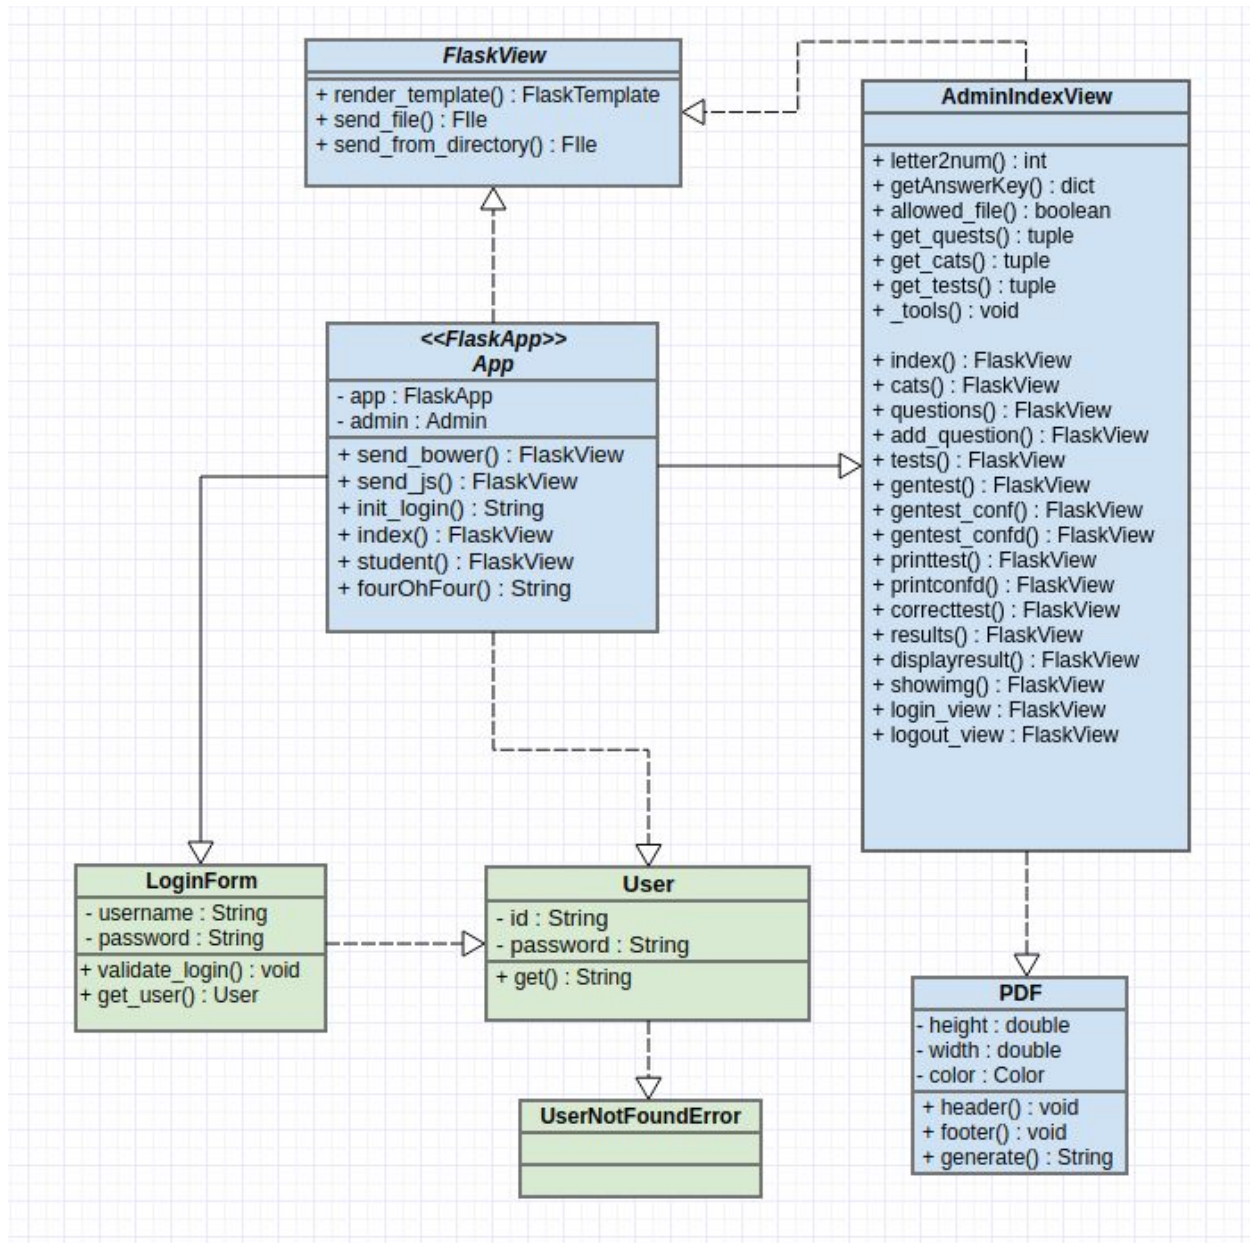 FlaskView
+ render_template() : FlaskTemplate
+ send_file() : FIle
+ send_from_directory() : FIle
AdminIndexView
+ letter2num() : int
+ getAnswerKey() : dict
+ allowed_file() : boolean
+ get_quests() : tuple
+ get_cats() : tuple
+ get_tests() : tuple
+ _tools() : void
+ index() : FlaskView
+ cats() : FlaskView
+ questions() : FlaskView
+ add_question() : FlaskView
+ tests() : FlaskView
+ gentest() : FlaskView
+ gentest_conf() : FlaskView
+ gentest_confd() : FlaskView
+ printtest() : FlaskView
+ printconfd() : FlaskView
+ correcttest() : FlaskView
+ results() : FlaskView
+ displayresult() : FlaskView
+ showimg() : FlaskView
+ login_view : FlaskView
+ logout_view : FlaskView
<<FlaskApp>>
App
- app : FlaskApp
- admin : Admin
+ send_bower() : FlaskView
+ send_js() : FlaskView
+ init_login() : String
+ index() : FlaskView
+ student() : FlaskView
+ fourOhFour() : String
LoginForm
- username : String
- password : String
+ validate_login() : void
+ get_user() : User
User
- id : String
- password : String
+ get() : String
UserNotFoundError
PDF
- height : double
- width : double
- color : Color
+ header() : void
+ footer() : void
+ generate() : String